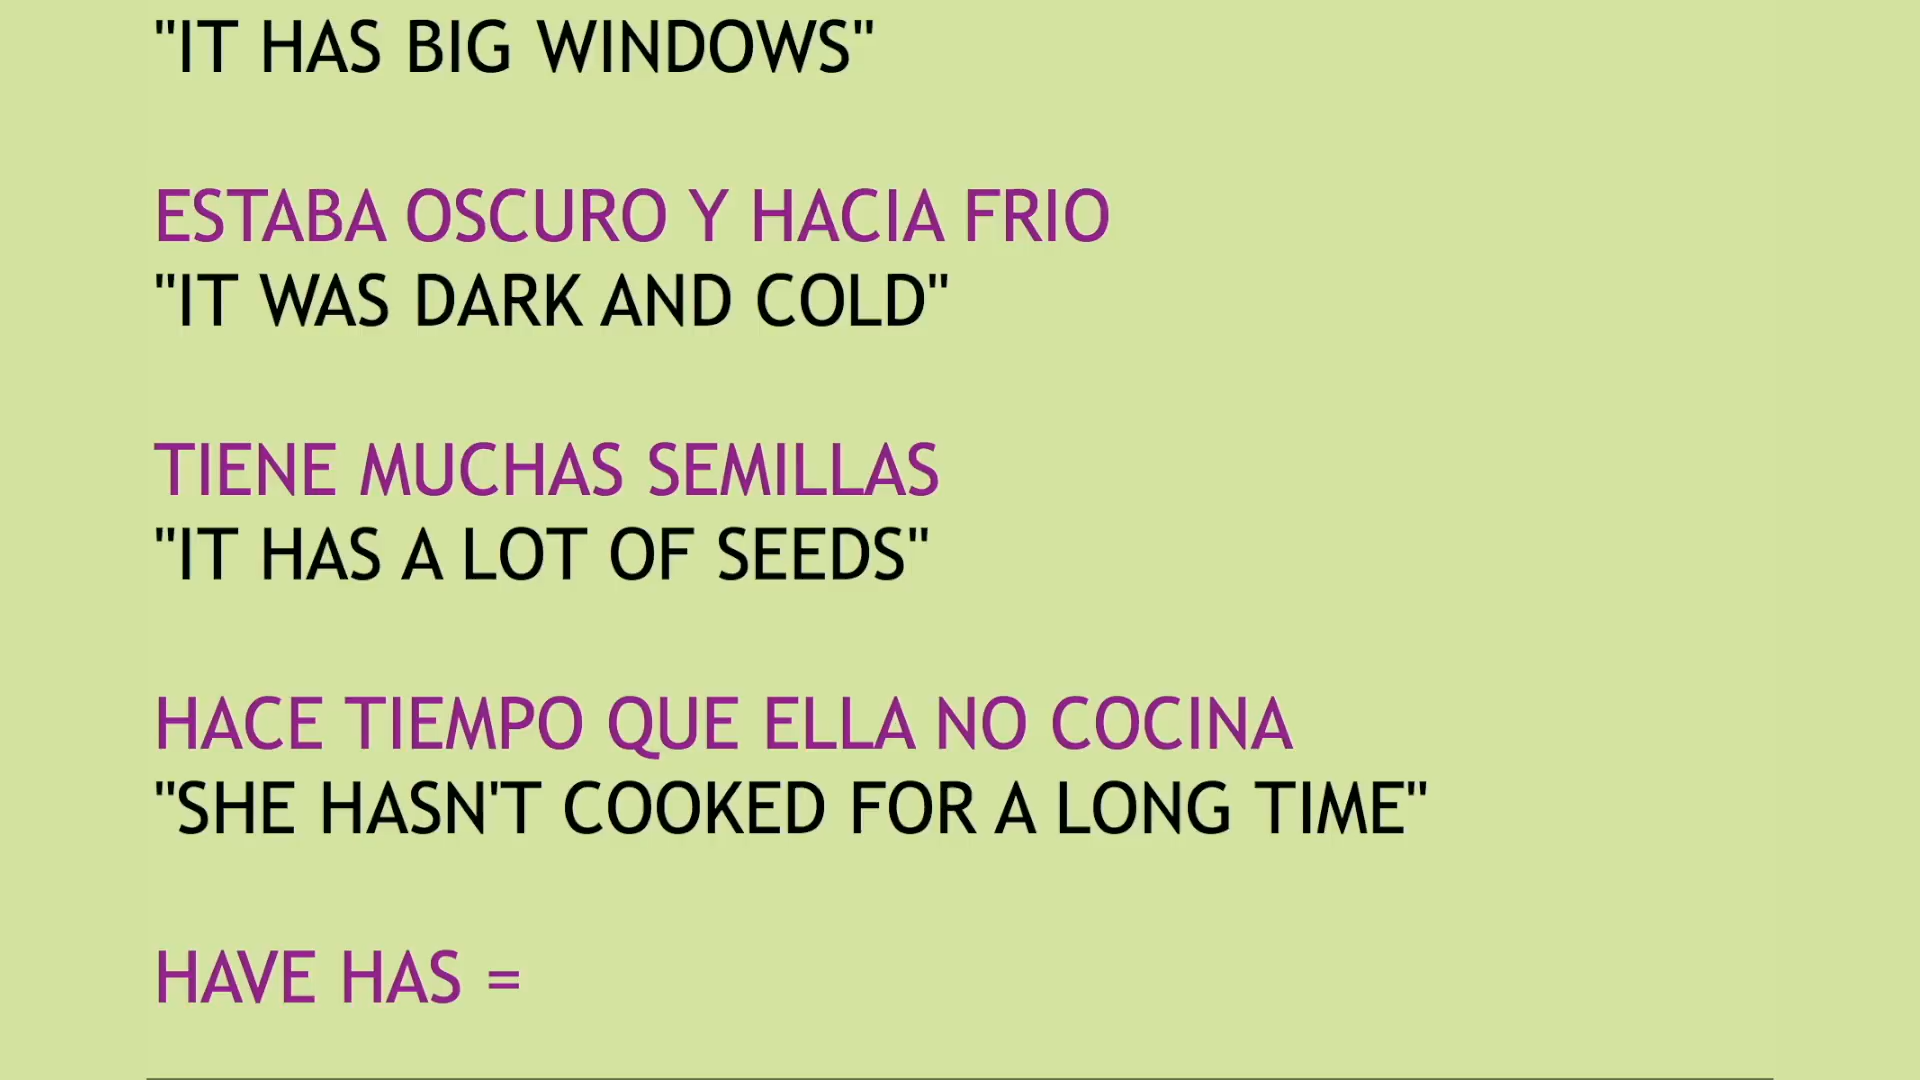 "IT HAS BIG WINDOWS"
ESTABA OSCURO Y HACIA FRIO
"IT WAS DARK AND COLD"
TIENE MUCHAS SEMILLAS
"IT HAS A LOT OF SEEDS"
HACE TIEMPO QUE ELLA NO COCINA
"SHE HASN'T COOKED FOR A LONG TIME"
HAVE HAS =